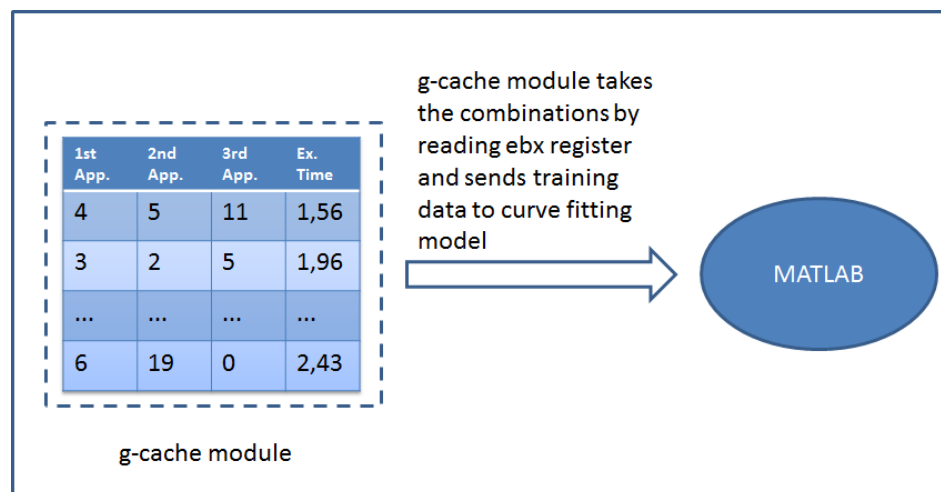 g-cache module takes
the combinations by
reading ebx register
and sends training
data to curve fitting
model
1st App. 2nd App. 3rd App. Ex. Time
4 5 11 1,56
3 2 5 1,96
... ... ... ...
6 19 0 2,43
MATLAB
g-cache module